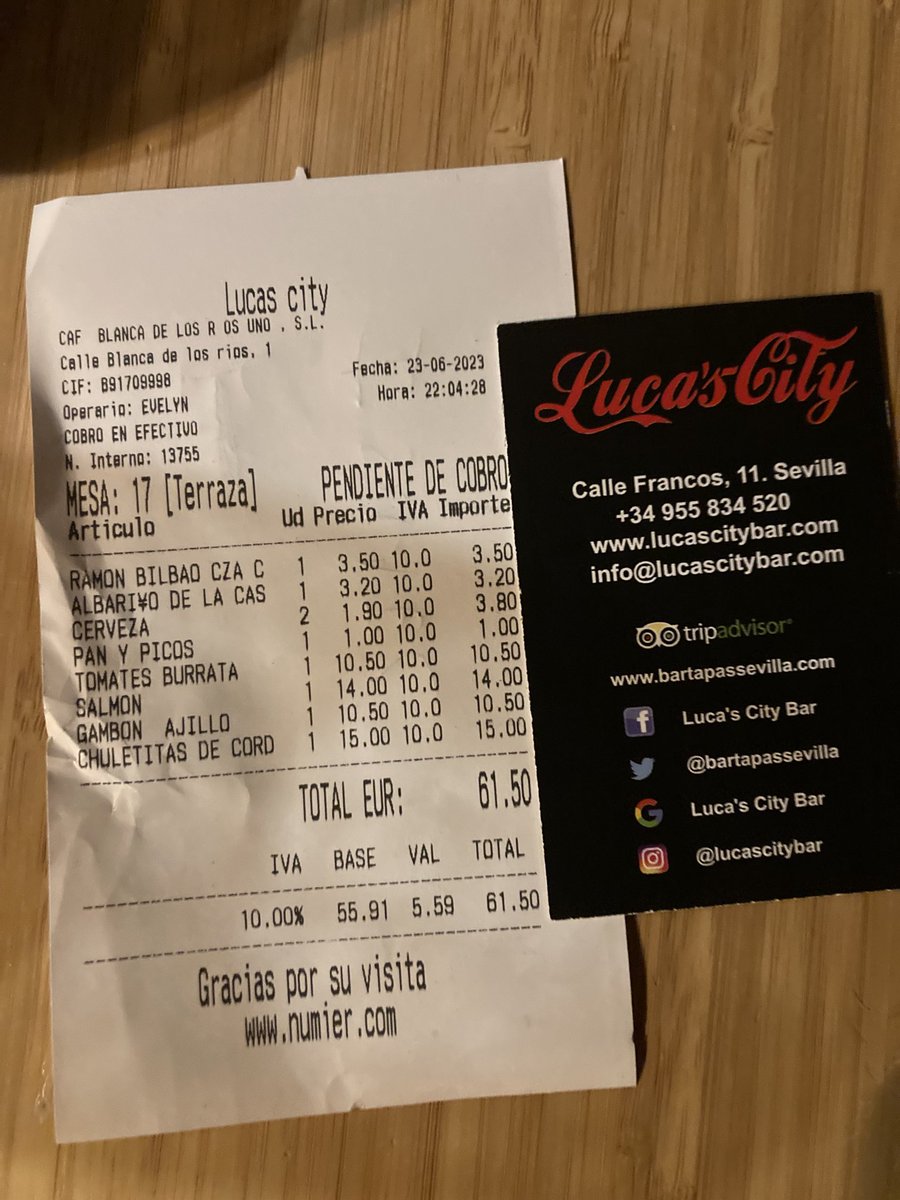 Lucas city
CAF BLANCA DE LOS R OS UNO , S.L.
Calle Blanca de los rios, 1
CIF: B91709998
Operario: EVELYN
COBRO EN EFECTIVO
N. Interno: 13755
Fecha: 23-06-2023
Hora: 22:04:28
MESA: 17 [Terraza] PENDIENTE DE COBRO
Articulo Ud Precio IVA Importe
RAMON BILBAO CZA C 1 3.50 10.0 3.50
ALBARI¥O DE LA CAS 1 3.20 10.0 3.20
CERVEZA 2 1.90 10.0 3.80
PAN Y PICOS 1 1.00 10.0 1.00
TOMATES BURRATA 1 10.50 10.0 10.50
SALMON 1 14.00 10.0 14.00
GAMBON AJILLO 1 10.50 10.0 10.50
CHULETITAS DE CORD 1 15.00 10.0 15.00
TOTAL EUR: 61.50
IVA BASE VAL TOTAL
10.00% 55.91 5.59 61.50
Gracias por su visita
www.numier.com
Luca's City
Calle Francos, 11. Sevilla
+34 955 834 520
www.lucascitybar.com
info@lucascitybar.com
tripadvisor®
www.bartapassevilla.com
Luca's City Bar
@bartapassevilla
Luca's City Bar
@lucascitybar